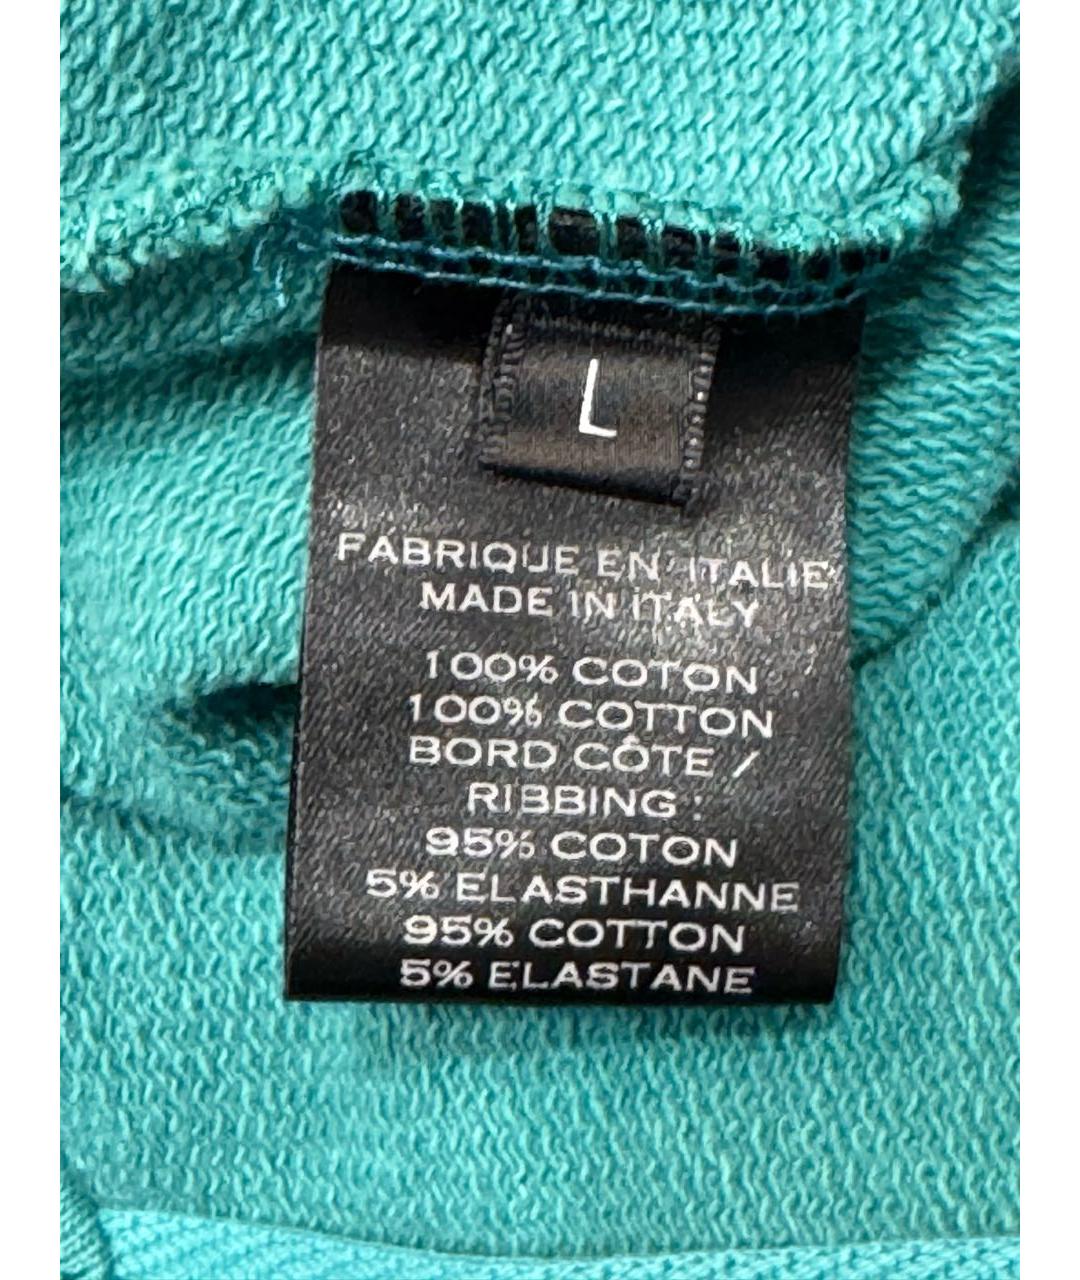 L
FABRIQUE EN ITALIE
MADE IN ITALY
100% COTON
100% COTTON
BORD CÔTE /
RIBBING :
95% COTON
5% ELASTHANNE
95% COTTON
5% ELASTANE